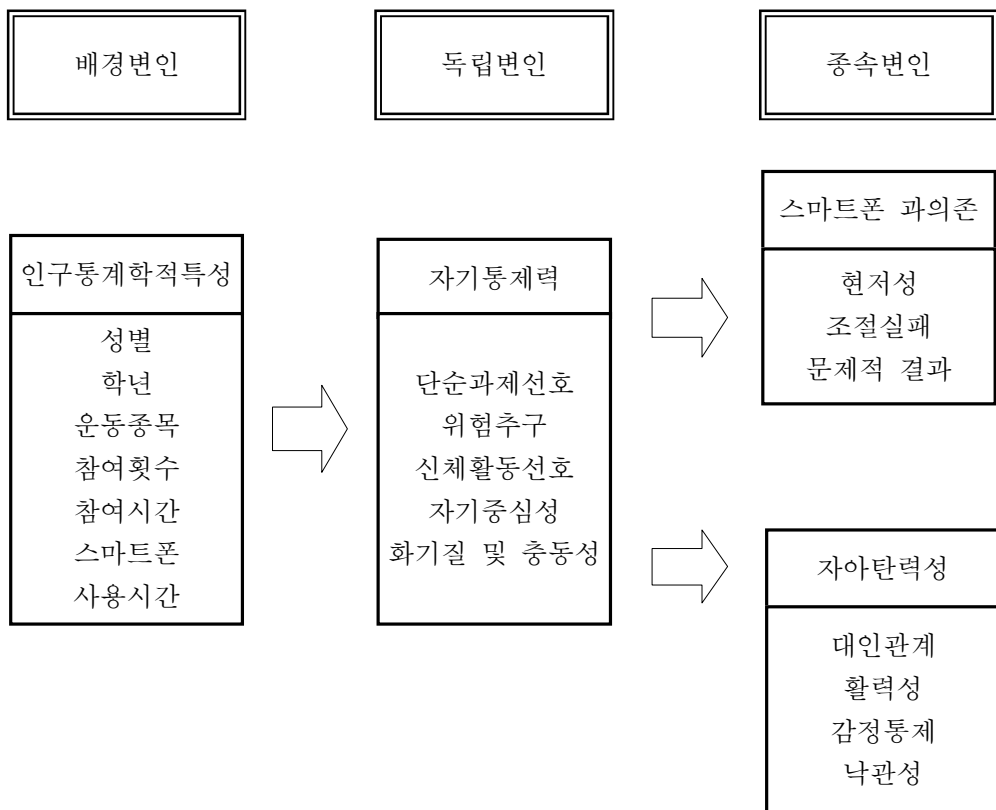 배경변인
독립변인
종속변인
인구통계학적특성
성별
학년
운동종목
참여횟수
참여시간
스마트폰
사용시간
자기통제력
단순과제선호
위험추구
신체활동선호
자기중심성
화기질 및 충동성
스마트폰 과의존
현저성
조절실패
문제적 결과
자아탄력성
대인관계
활력성
감정통제
낙관성